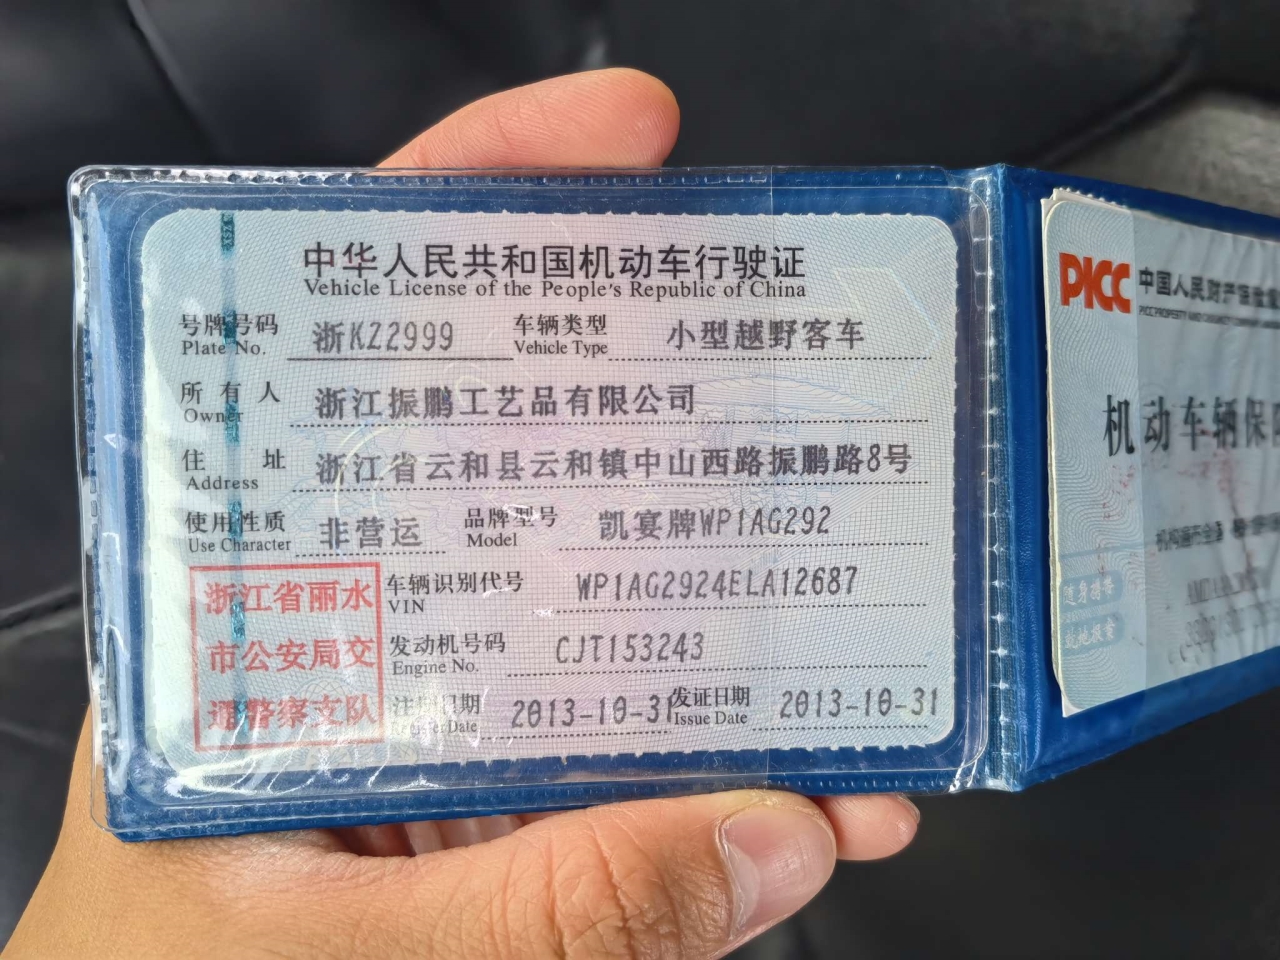 中华人民共和国机动车行驶证
Vehicle License of the People's Republic of China
号牌号码 浙KZ2999 车辆类型 小型越野客车
Plate No. Vehicle Type
所有人 浙江振鹏工艺品有限公司
Owner
住址 浙江省云和县云和镇中山西路振鹏路8号
Address
使用性质 非营运 品牌型号 凯宴牌WP1AG292
Use Character Model
浙江省丽水
市公安局交
通警察支队
车辆识别代号 WP1AG2924ELA12687
VIN
发动机号码 CJT153243
Engine No.
注册日期 2013-10-31 发证日期 2013-10-31
Register Date Issue Date
PICC 中国人民财产保险
机动车辆保
随身携带